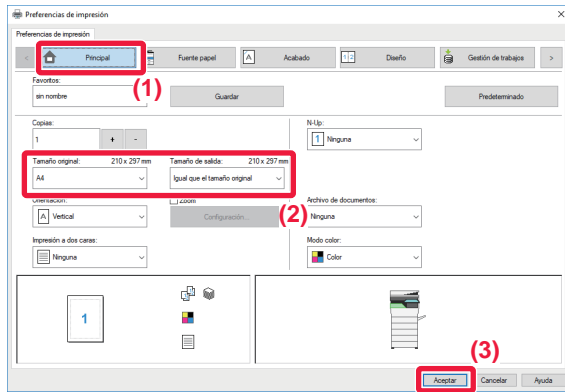 Preferencias de impresión
Preferencias de impresión
< Principal Fuente papel A Acabado 1 2 Diseño Gestión de trabajos >
(1)
Favoritos:
sin nombre Guardar Predeterminado
Copias: N-Up:
1 + - 1 Ninguna
Tamaño original: 210 x 297 mm Tamaño de salida: 210 x 297 mm
A4 Igual que el tamaño original
(2)
Orientación: Zoom Archivo de documentos:
A Vertical Configuración... Ninguna
Impresión a dos caras: Modo color:
Ninguna Color
1
(3)
Aceptar Cancelar Ayuda